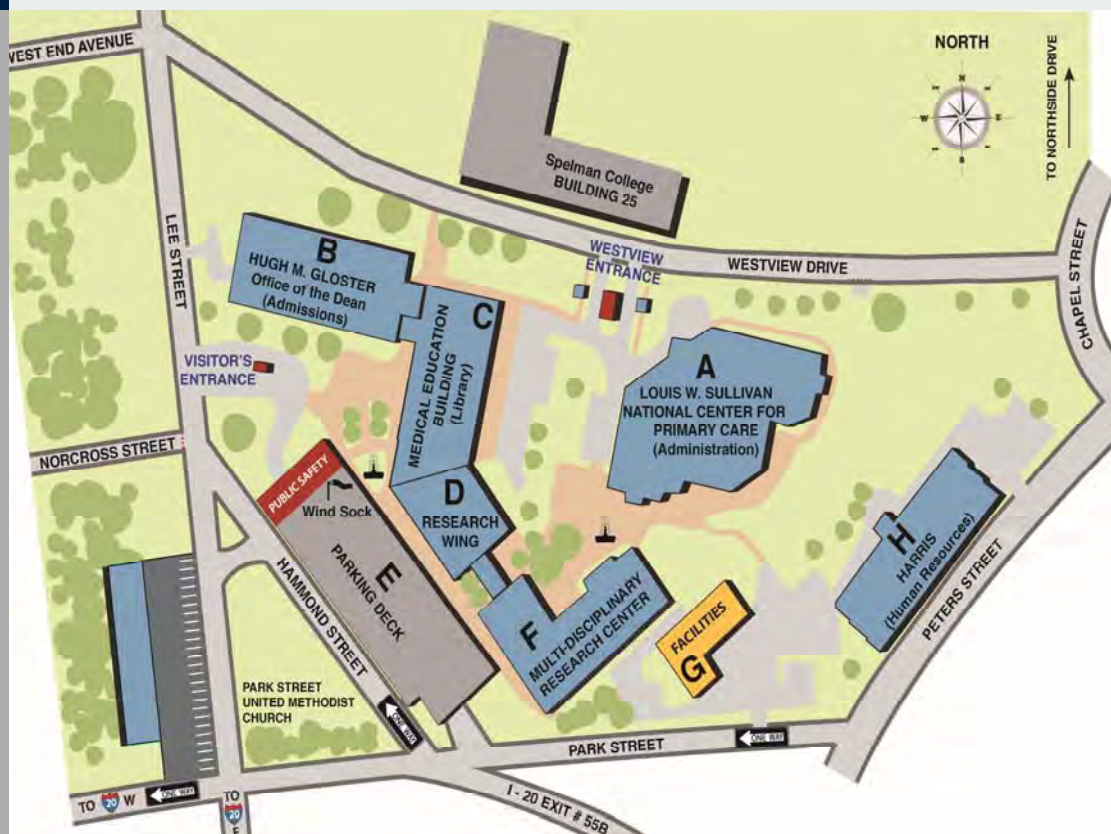 WEST END AVENUE
NORTH
N
W
E
S
TO NORTHSIDE DRIVE
Spelman College
BUILDING 25
LEE STREET
B
HUGH M. GLOSTER
Office of the Dean
(Admissions)
WESTVIEW
ENTRANCE
WESTVIEW DRIVE
CHAPEL STREET
C
MEDICAL EDUCATION
BUILDING
(Library)
VISITOR'S
ENTRANCE
A
LOUIS W. SULLIVAN
NATIONAL CENTER FOR
PRIMARY CARE
(Administration)
NORCROSS STREET
PUBLIC SAFETY
Wind Sock
D
RESEARCH
WING
E
PARKING DECK
H
HARRIS
(Human Resources)
PETERS STREET
HAMMOND STREET
F
MULTI-DISCIPLINARY
RESEARCH CENTER
FACILITIES
G
PARK STREET
UNITED METHODIST
CHURCH
ONE WAY
PARK STREET
ONE WAY
TO 20 W
ONE WAY
TO
20
E
I - 20 EXIT # 55B